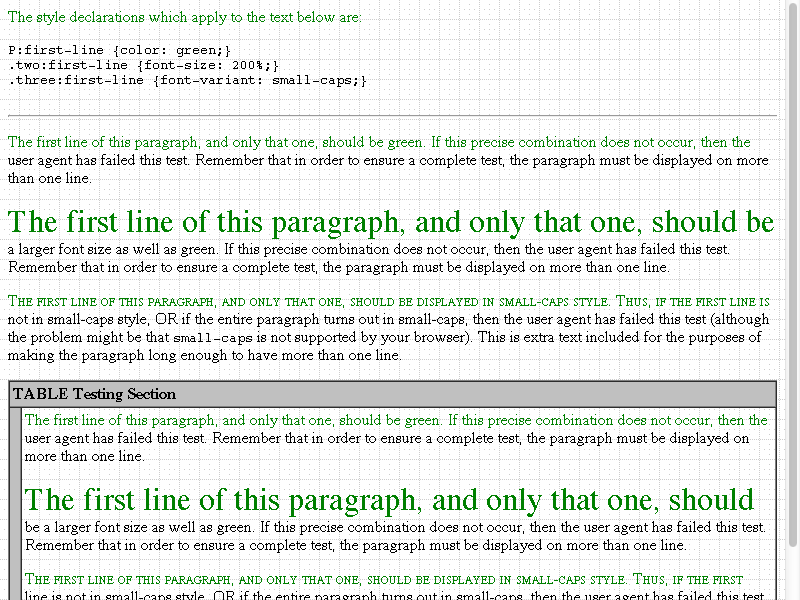 The style declarations which apply to the text below are:
P:first-line {color: green;}
.two:first-line {font-size: 200%;}
.three:first-line {font-variant: small-caps;}
The first line of this paragraph, and only that one, should be green. If this precise combination does not occur, then the
user agent has failed this test. Remember that in order to ensure a complete test, the paragraph must be displayed on more
than one line.
The first line of this paragraph, and only that one, should be
a larger font size as well as green. If this precise combination does not occur, then the user agent has failed this test.
Remember that in order to ensure a complete test, the paragraph must be displayed on more than one line.
The first line of this paragraph, and only that one, should be displayed in small-caps style. Thus, if the first line is
not in small-caps style, OR if the entire paragraph turns out in small-caps, then the user agent has failed this test (although
the problem might be that small-caps is not supported by your browser). This is extra text included for the purposes of
making the paragraph long enough to have more than one line.
TABLE Testing Section
The first line of this paragraph, and only that one, should be green. If this precise combination does not occur, then the
user agent has failed this test. Remember that in order to ensure a complete test, the paragraph must be displayed on
more than one line.
The first line of this paragraph, and only that one, should
be a larger font size as well as green. If this precise combination does not occur, then the user agent has failed this test.
Remember that in order to ensure a complete test, the paragraph must be displayed on more than one line.
The first line of this paragraph, and only that one, should be displayed in small-caps style. Thus, if the first
line is not in small-caps style, OR if the entire paragraph turns out in small-caps, then the user agent has failed this test